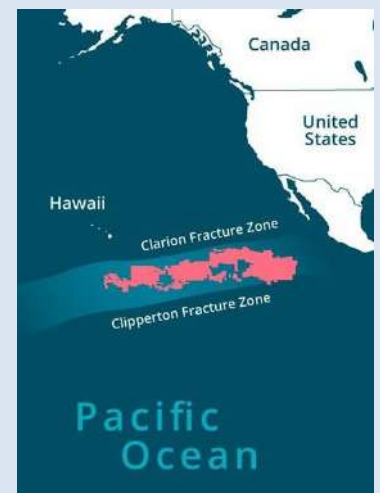 Canada
United
States
Hawaii
Clarion Fracture Zone
Clipperton Fracture Zone
Pacific
Ocean